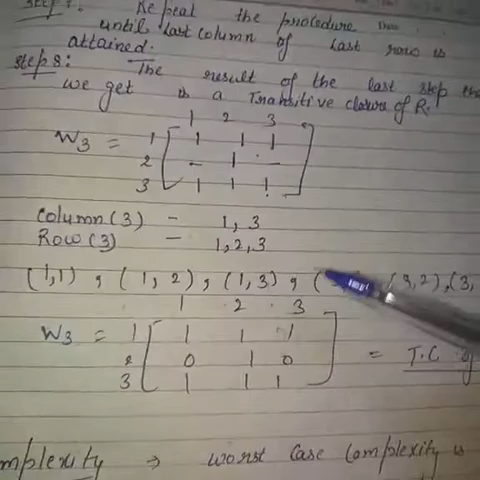 Step 7: Repeat the procedure
until last column of last row is
attained.
Step 8: The result of the last step
we get is a Transitive closure of R.
1 2 3
W3 = 1 [ 1 1 1 ]
2 - 1 -
3 1 1 1
Column(3) - 1, 3
Row(3) - 1,2,3
(1,1) , (1, 2), (1,3), ( 3,2),(3,
1 2 3
W3 = 1 [ 1 1 1 ]
2 0 1 0 = T.C of
3 1 1 1
mplexity → worst case complexity is